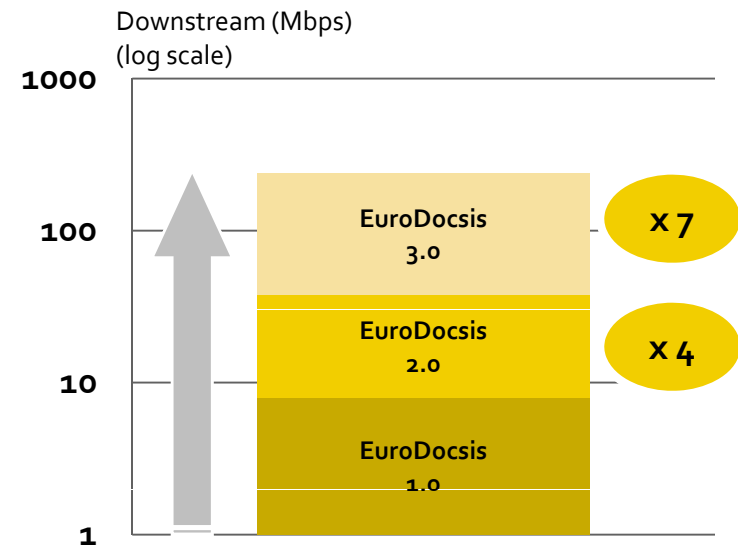 Downstream (Mbps)
(log scale)
1000
EuroDocsis
3.0
x 7
100
EuroDocsis
2.0
x 4
10
EuroDocsis
1.0
1